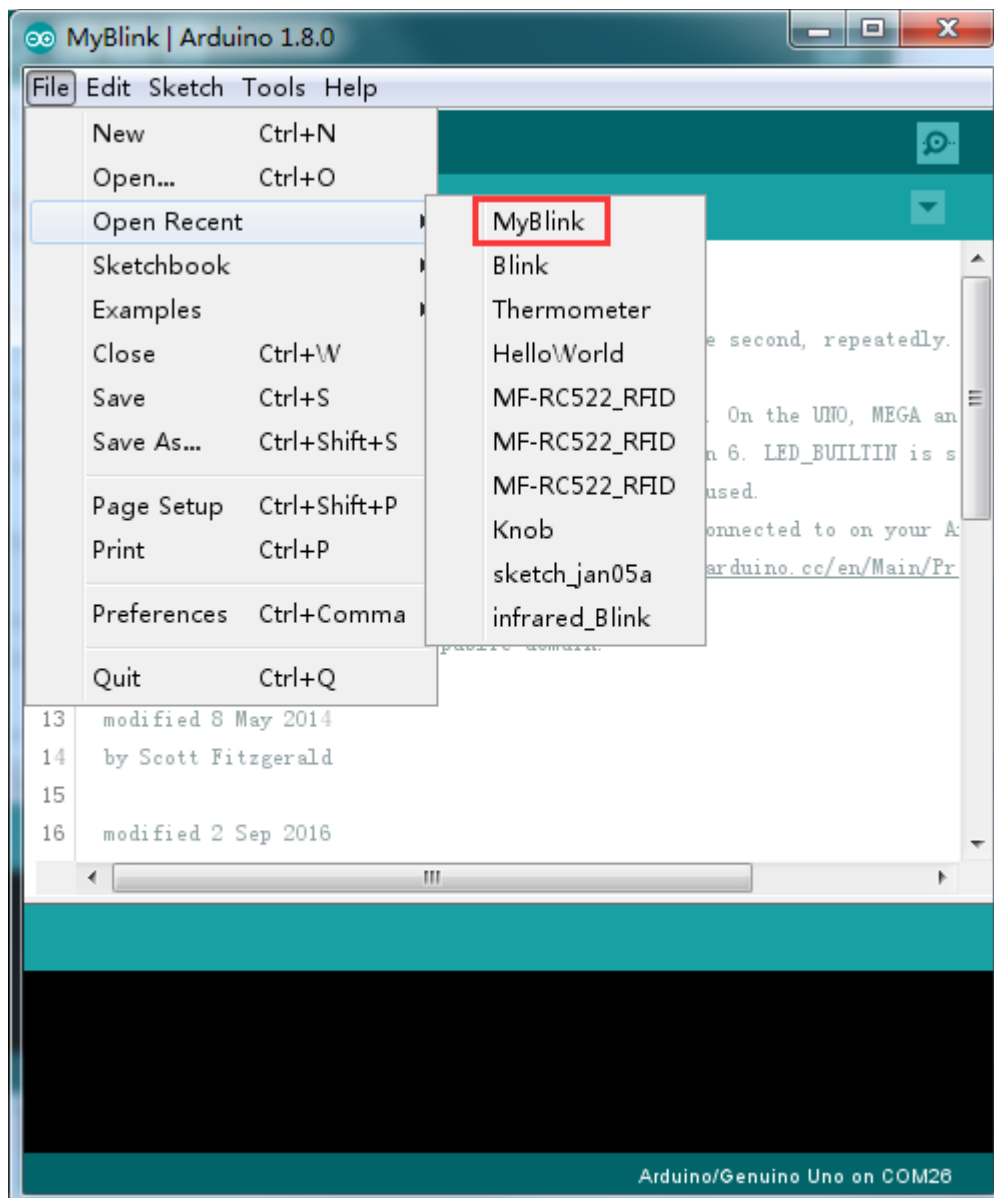 MyBlink | Arduino 1.8.0
File Edit Sketch Tools Help
New Ctrl+N
Open... Ctrl+O
Open Recent
Sketchbook
Examples
Close Ctrl+W
Save Ctrl+S
Save As... Ctrl+Shift+S
Page Setup Ctrl+Shift+P
Print Ctrl+P
Preferences Ctrl+Comma
Quit Ctrl+Q
MyBlink
Blink
Thermometer
HelloWorld
MF-RC522_RFID
MF-RC522_RFID
MF-RC522_RFID
Knob
sketch_jan05a
infrared_Blink
second, repeatedly.
. On the UNO, MEGA an
6. LED_BUILTIN is s
used.
onnected to on your A
arduino.cc/en/Main/Pr
domain.
13 modified 8 May 2014
14 by Scott Fitzgerald
15
16 modified 2 Sep 2016
Arduino/Genuino Uno on COM26